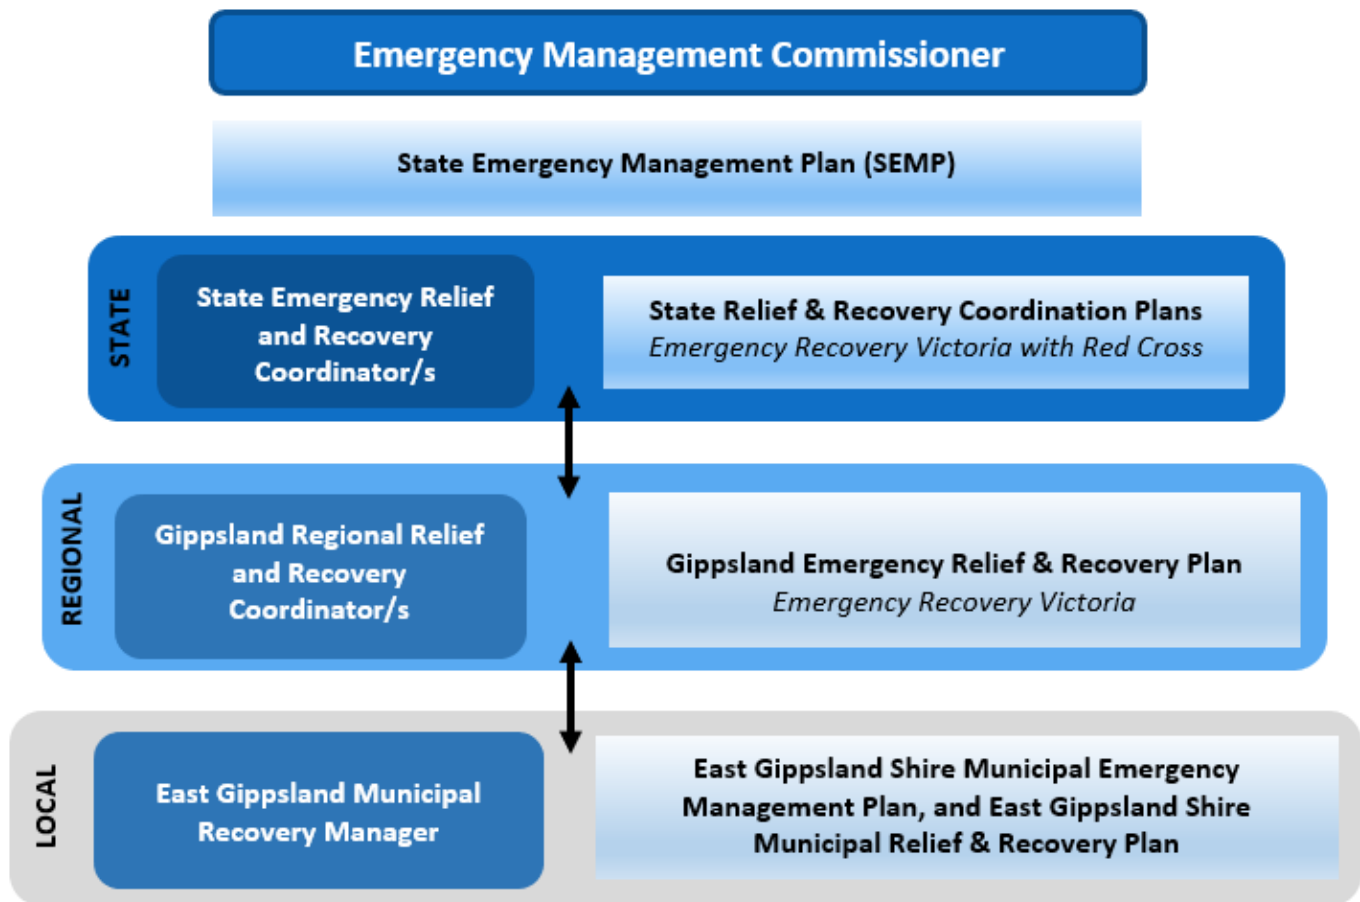 Emergency Management Commissioner
State Emergency Management Plan (SEMP)
STATE
State Emergency Relief
and Recovery
Coordinator/s
State Relief & Recovery Coordination Plans
Emergency Recovery Victoria with Red Cross
REGIONAL
Gippsland Regional Relief
and Recovery
Coordinator/s
Gippsland Emergency Relief & Recovery Plan
Emergency Recovery Victoria
LOCAL
East Gippsland Municipal
Recovery Manager
East Gippsland Shire Municipal Emergency
Management Plan, and East Gippsland Shire
Municipal Relief & Recovery Plan